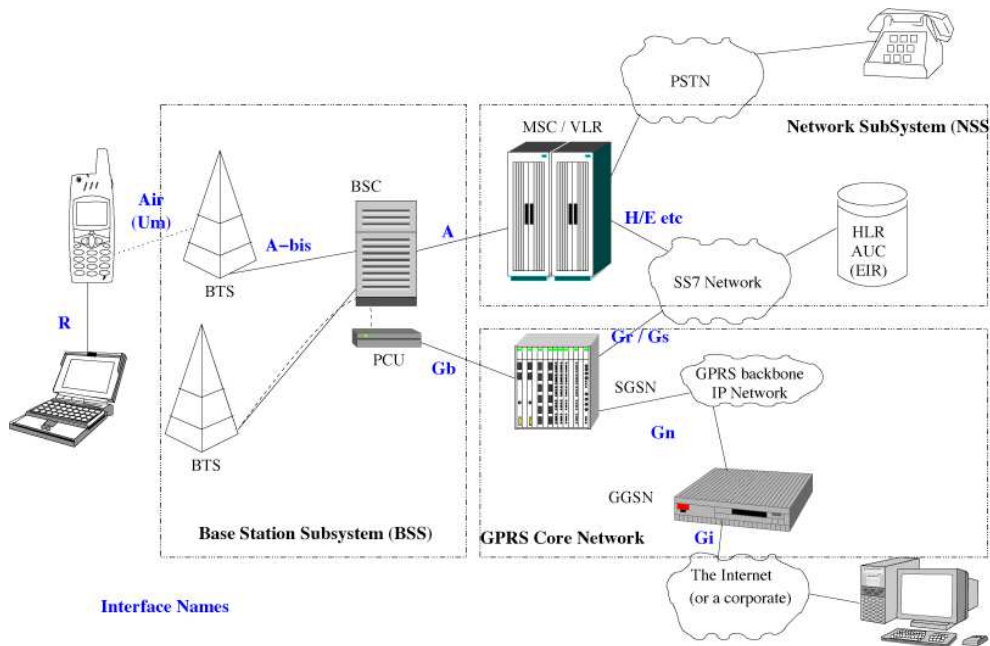 PSTN
MSC / VLR
Network SubSystem (NSS
BSC
Air
(Um)
A-bis
A
H/E etc
HLR
AUC
(EIR)
BTS
SS7 Network
R
PCU
Gb
Gr / Gs
SGSN
GPRS backbone
IP Network
Gn
BTS
GGSN
Base Station Subsystem (BSS)
GPRS Core Network
Gi
The Internet
(or a corporate)
Interface Names